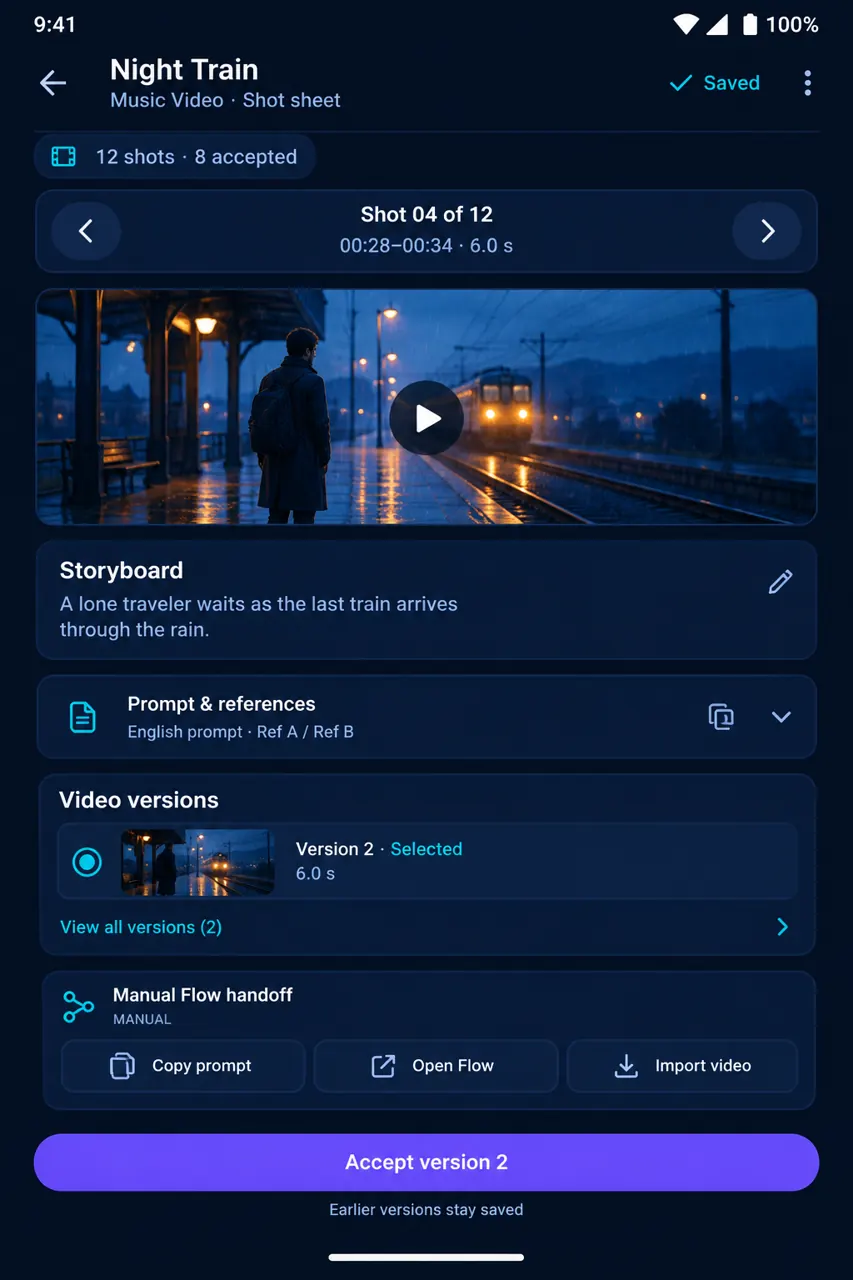 9:41
100%
Night Train
Music Video · Shot sheet
Saved
12 shots · 8 accepted
Shot 04 of 12
00:28–00:34 · 6.0 s
Storyboard
A lone traveler waits as the last train arrives
through the rain.
Prompt & references
English prompt · Ref A / Ref B
Video versions
Version 2 · Selected
6.0 s
View all versions (2)
Manual Flow handoff
MANUAL
Copy prompt
Open Flow
Import video
Accept version 2
Earlier versions stay saved